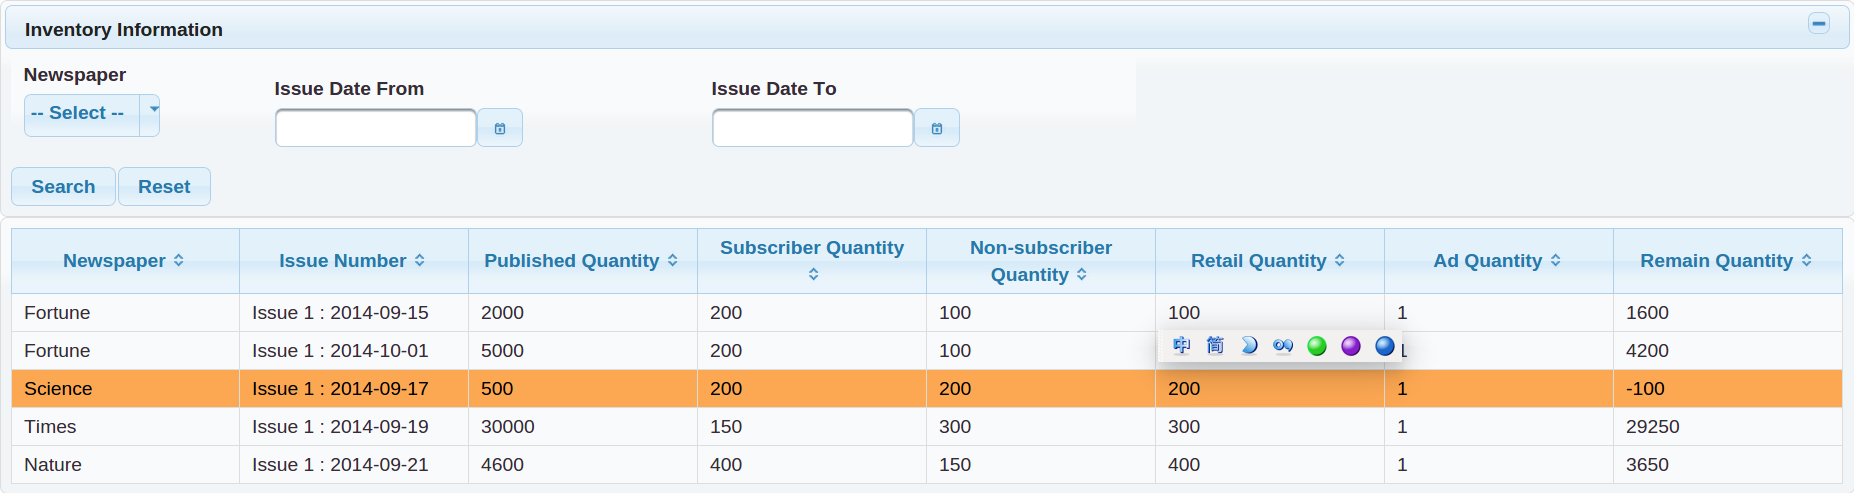 Inventory Information
Newspaper
Issue Date From
Issue Date To
-- Select --
Search
Reset
Newspaper
Issue Number
Published Quantity
Subscriber Quantity
Non-subscriber Quantity
Retail Quantity
Ad Quantity
Remain Quantity
Fortune Issue 1 : 2014-09-15 2000 200 100 100 1 1600
Fortune Issue 1 : 2014-10-01 5000 200 100 1 4200
中 简
Science Issue 1 : 2014-09-17 500 200 200 200 1 -100
Times Issue 1 : 2014-09-19 30000 150 300 300 1 29250
Nature Issue 1 : 2014-09-21 4600 400 150 400 1 3650